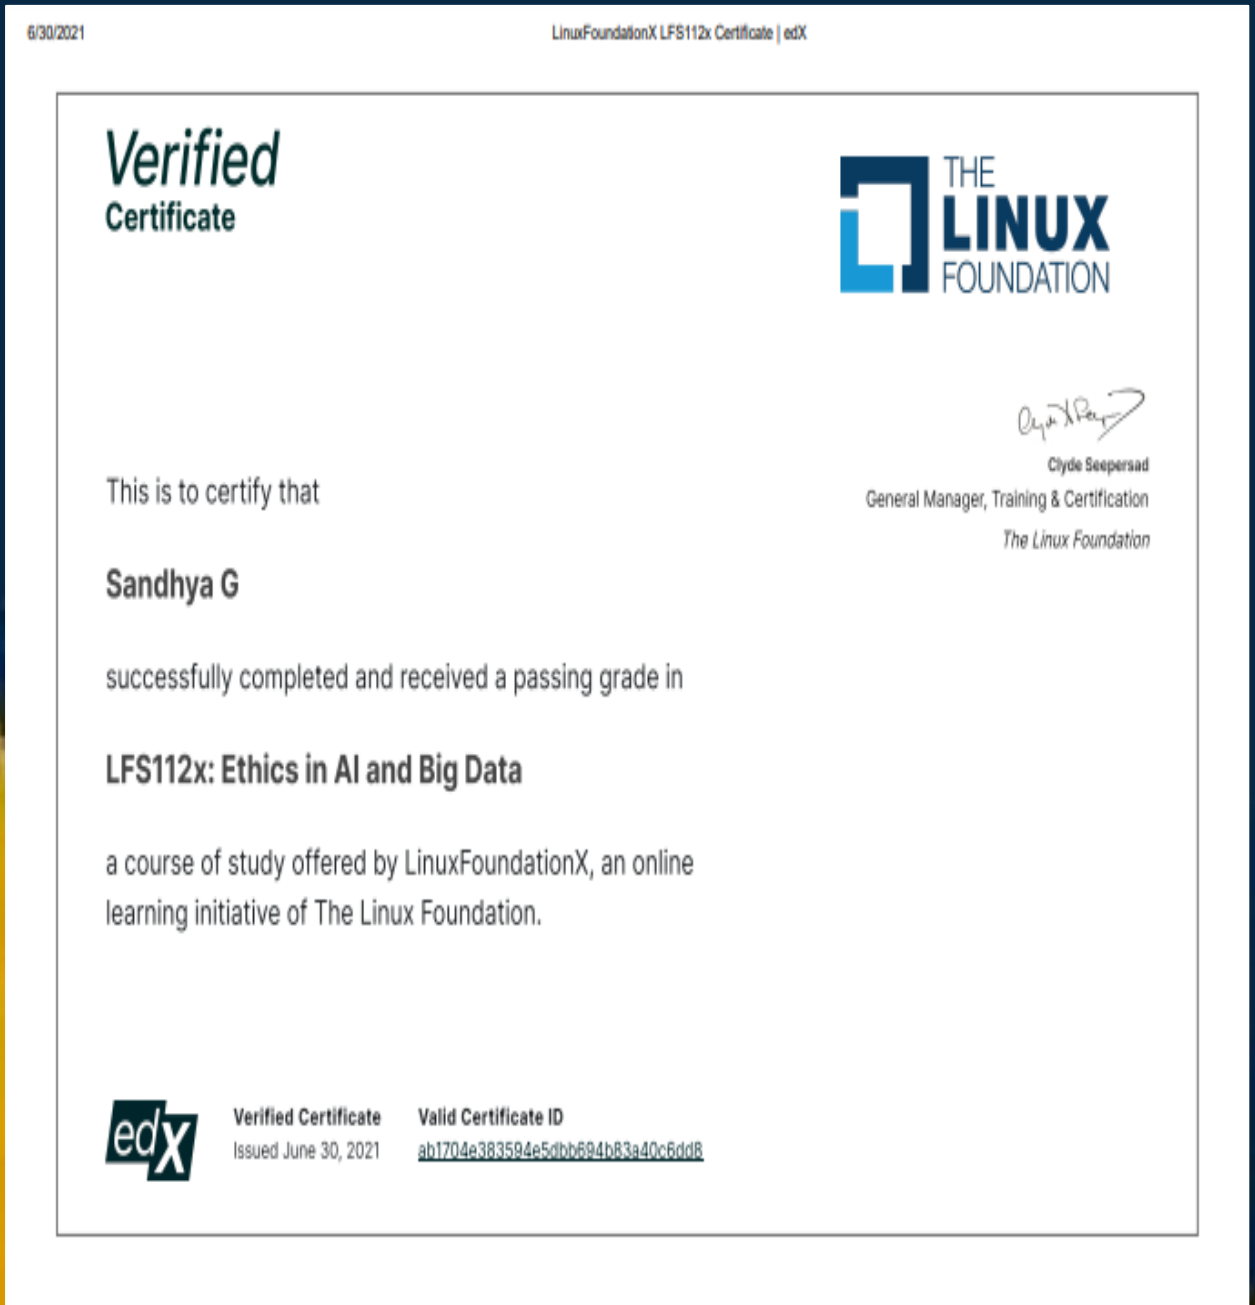 6/30/2021
LinuxFoundationX LFS112x Certificate | edX
Verified
Certificate
THE
LINUX
FOUNDATION
Clyde Seepersad
General Manager, Training & Certification
The Linux Foundation
This is to certify that
Sandhya G
successfully completed and received a passing grade in
LFS112x: Ethics in AI and Big Data
a course of study offered by LinuxFoundationX, an online
learning initiative of The Linux Foundation.
edX
Verified Certificate
Issued June 30, 2021
Valid Certificate ID
ab1704e383594e5dbb694b83a40c6dd8